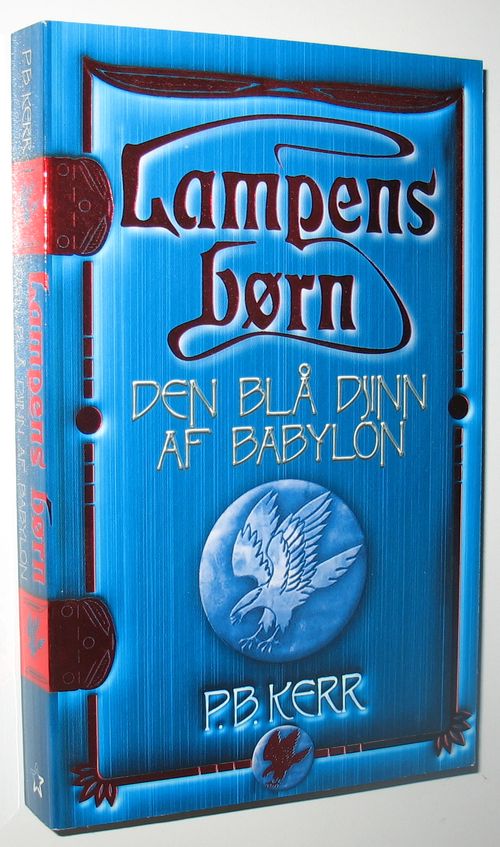 Lampens
børn
DEN BLÅ DJINN
AF BABYLON
P.B. KERR
P.B. KERR
Lampens børn
DEN BLÅ DJINN AF BABYLON